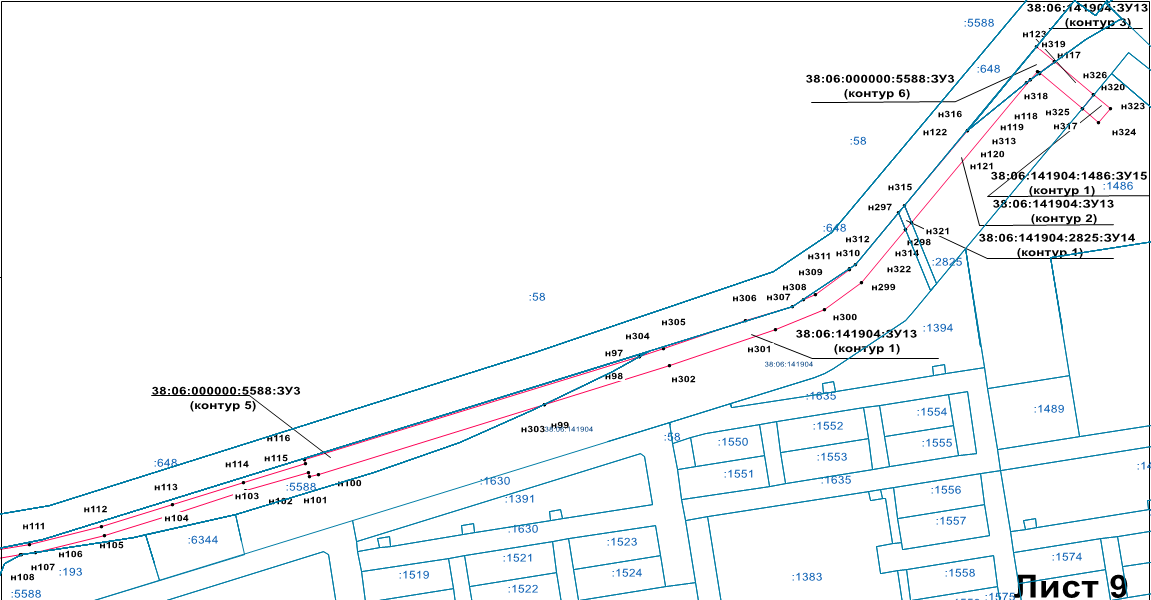 38:06:141904:ЗУ13
(контур 3)
:5588
н123
н319
н117
:648
н326
38:06:000000:5588:ЗУ3
(контур 6)
н320
н318
н323
н316
н118
н325
н122
н119
н317
н324
:58
н313
н120
н121
38:06:141904:1486:ЗУ15
(контур 1)
:1486
н315
н297
38:06:141904:ЗУ13
(контур 2)
:648
н321
н312
н298
38:06:141904:2825:ЗУ14
(контур 1)
н311
н310
н314
:2825
н309
н322
н308
н299
:58
н306
н307
н300
н305
:1394
н304
38:06:141904:ЗУ13
(контур 1)
н301
н97
38:06:141904
н98
н302
38:06:000000:5588:ЗУ3
(контур 5)
:1635
:1489
:1554
н303
н99
38:06:141904
:1552
н116
:58
:1550
:1555
:648
н115
:1553
н114
:1551
:5588
н100
:1630
:1635
н113
н103
н102
н101
:1391
:1556
н112
н104
:1557
н111
:1630
:6344
:1523
н105
н106
:1521
:1574
н107
:193
н108
:1519
:1524
:1383
:1558
:5588
:1522
:1575
Лист 9